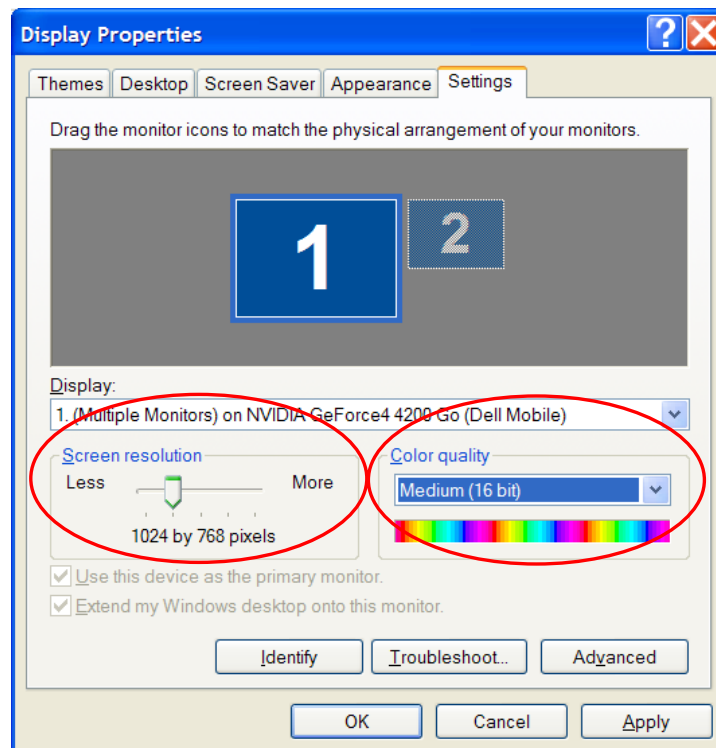 Display Properties
?
Themes Desktop Screen Saver Appearance Settings
Drag the monitor icons to match the physical arrangement of your monitors.
1 2
Display:
1. (Multiple Monitors) on NVIDIA GeForce4 4200 Go (Dell Mobile)
Screen resolution Color quality
Less More Medium (16 bit)
1024 by 768 pixels
Use this device as the primary monitor.
Extend my Windows desktop onto this monitor.
Identify Troubleshoot... Advanced
OK Cancel Apply